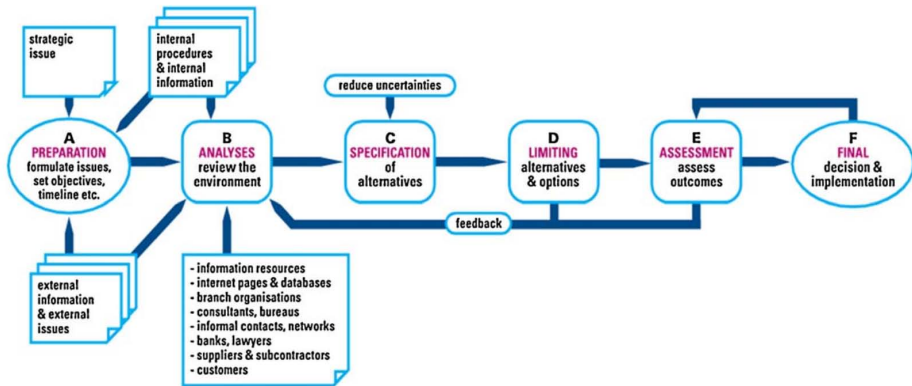 strategic
issue
internal
procedures
& internal
information
reduce uncertainties
A
PREPARATION
formulate issues,
set objectives,
timeline etc.
B
ANALYSES
review the
environment
C
SPECIFICATION
of
alternatives
D
LIMITING
alternatives
& options
E
ASSESSMENT
assess
outcomes
F
FINAL
decision &
implementation
feedback
external
information
& external
issues
- information resources
- internet pages & databases
- branch organisations
- consultants, bureaus
- informal contacts, networks
- banks, lawyers
- suppliers & subcontractors
- customers